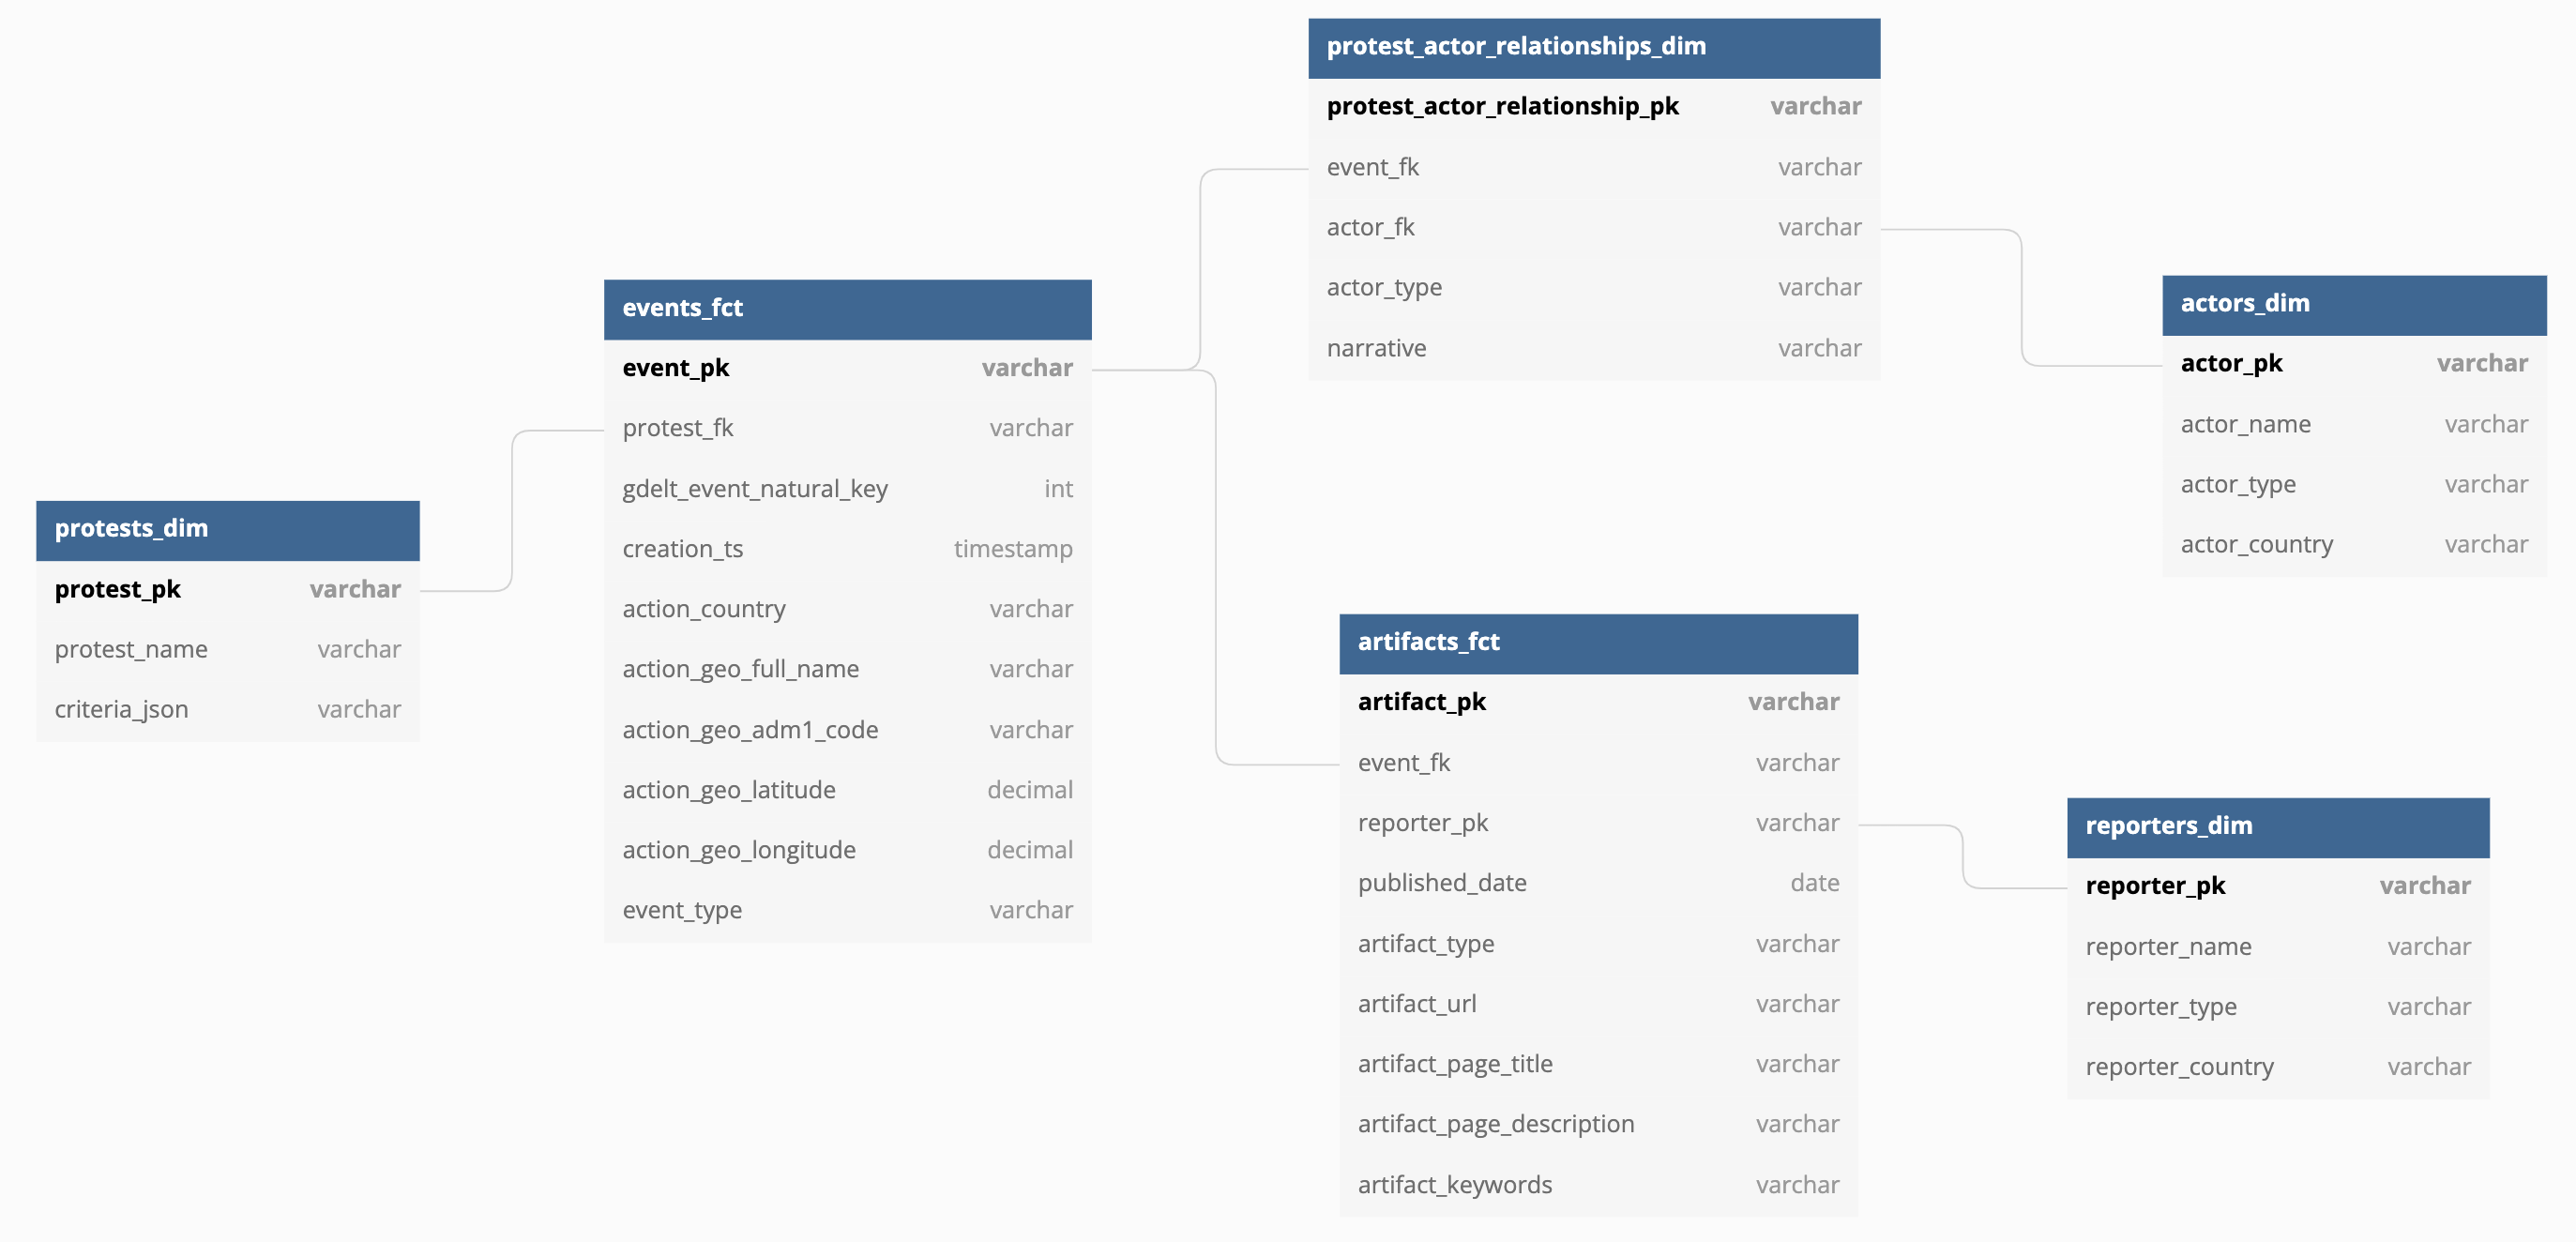 protest_actor_relationships_dim
protest_actor_relationship_pk varchar
event_fk varchar
actor_fk varchar
actor_type varchar
narrative varchar
events_fct
event_pk varchar
protest_fk varchar
gdelt_event_natural_key int
creation_ts timestamp
action_country varchar
action_geo_full_name varchar
action_geo_adm1_code varchar
action_geo_latitude decimal
action_geo_longitude decimal
event_type varchar
actors_dim
actor_pk varchar
actor_name varchar
actor_type varchar
actor_country varchar
protests_dim
protest_pk varchar
protest_name varchar
criteria_json varchar
artifacts_fct
artifact_pk varchar
event_fk varchar
reporter_pk varchar
published_date date
artifact_type varchar
artifact_url varchar
artifact_page_title varchar
artifact_page_description varchar
artifact_keywords varchar
reporters_dim
reporter_pk varchar
reporter_name varchar
reporter_type varchar
reporter_country varchar